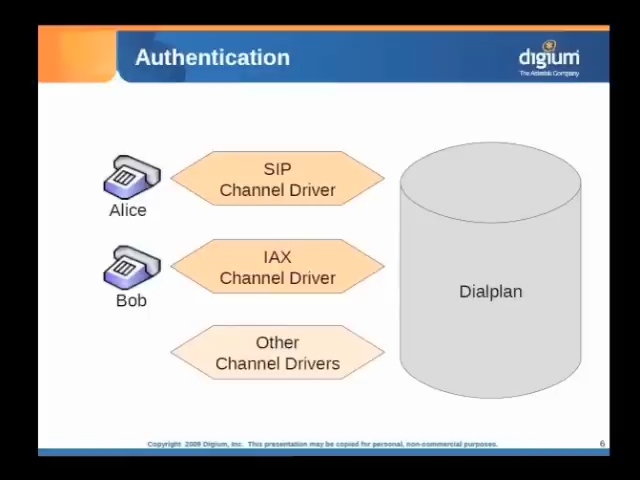 Authentication
digium
The Asterisk Company
Alice
SIP
Channel Driver
Bob
IAX
Channel Driver
Other
Channel Drivers
Dialplan
Copyright 2009 Digium, Inc. This presentation may be copied for personal, non-commercial purposes.
6